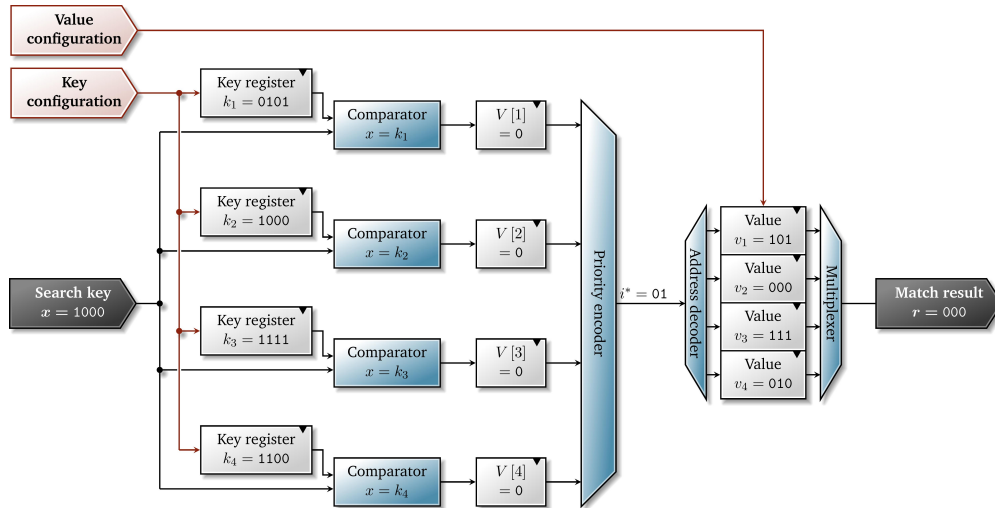 Value
configuration
Key
configuration
Key register
k₁ = 0101
Comparator
x = k₁
V [1]
= 0
Key register
k₂ = 1000
Comparator
x = k₂
V [2]
= 0
Search key
x = 1000
Key register
k₃ = 1111
Comparator
x = k₃
V [3]
= 0
Key register
k₄ = 1100
Comparator
x = k₄
V [4]
= 0
Priority encoder
i* = 01
Address decoder
Value
v₁ = 101
Value
v₂ = 000
Value
v₃ = 111
Value
v₄ = 010
Multiplexer
Match result
r = 000